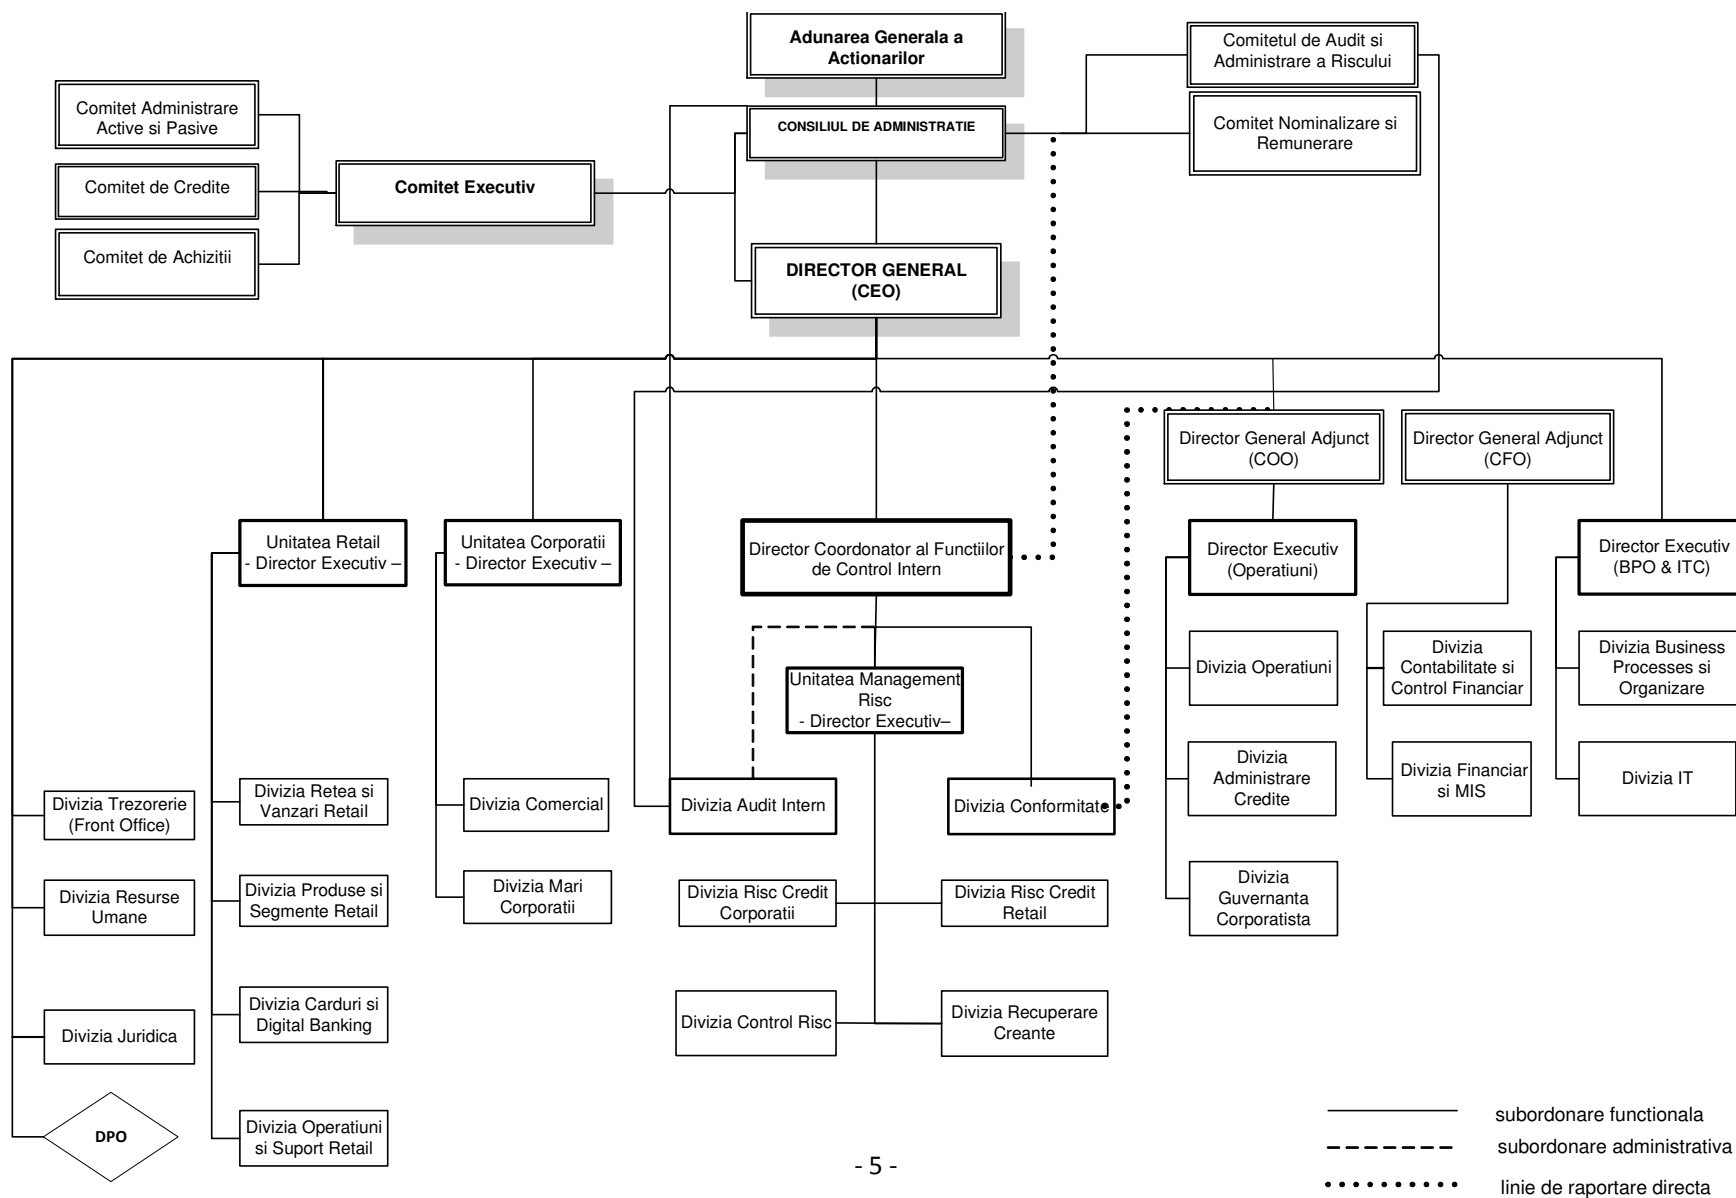 Adunarea Generala a
Actionarilor
Comitetul de Audit si
Administrare a Riscului
Comitet Administrare
Active si Pasive
CONSILIUL DE ADMINISTRATIE
Comitet Nominalizare si
Remunerare
Comitet de Credite
Comitet Executiv
Comitet de Achizitii
DIRECTOR GENERAL
(CEO)
Director General Adjunct
(COO)
Director General Adjunct
(CFO)
Unitatea Retail
- Director Executiv –
Unitatea Corporatii
- Director Executiv –
Director Coordonator al Functiilor
de Control Intern
Director Executiv
(Operatiuni)
Director Executiv
(BPO & ITC)
Unitatea Management
Risc
- Director Executiv–
Divizia Operatiuni
Divizia
Contabilitate si
Control Financiar
Divizia Business
Processes si
Organizare
Divizia Trezorerie
(Front Office)
Divizia Retea si
Vanzari Retail
Divizia Comercial
Divizia Audit Intern
Divizia Conformitate
Divizia
Administrare
Credite
Divizia Financiar
si MIS
Divizia IT
Divizia Resurse
Umane
Divizia Produse si
Segmente Retail
Divizia Mari
Corporatii
Divizia Risc Credit
Corporatii
Divizia Risc Credit
Retail
Divizia
Guvernanta
Corporatista
Divizia Juridica
Divizia Carduri si
Digital Banking
Divizia Control Risc
Divizia Recuperare
Creante
DPO
Divizia Operatiuni
si Suport Retail
subordonare functionala
subordonare administrativa
linie de raportare directa
- 5 -